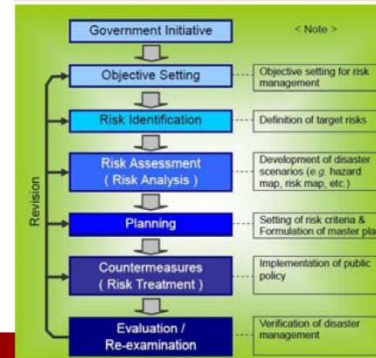 Government Initiative
< Note >
Objective Setting
Objective setting for risk
management
Risk Identification
Definition of target risks
Risk Assessment
( Risk Analysis )
Development of disaster
scenarios (e.g. hazard
map, risk map, etc.)
Planning
Setting of risk criteria &
Formulation of master pla
Countermeasures
( Risk Treatment )
Implementation of public
policy
Evaluation /
Re-examination
Verification of disaster
management
Revision